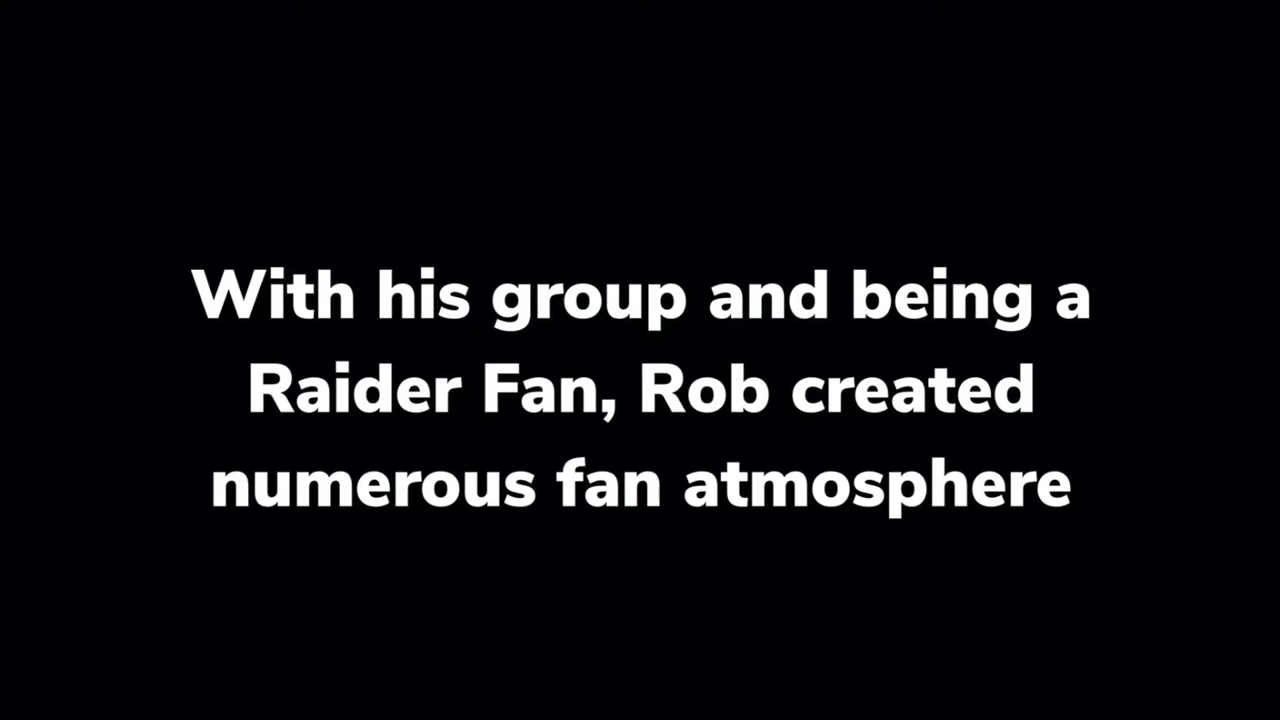 With his group and being a
Raider Fan, Rob created
numerous fan atmosphere